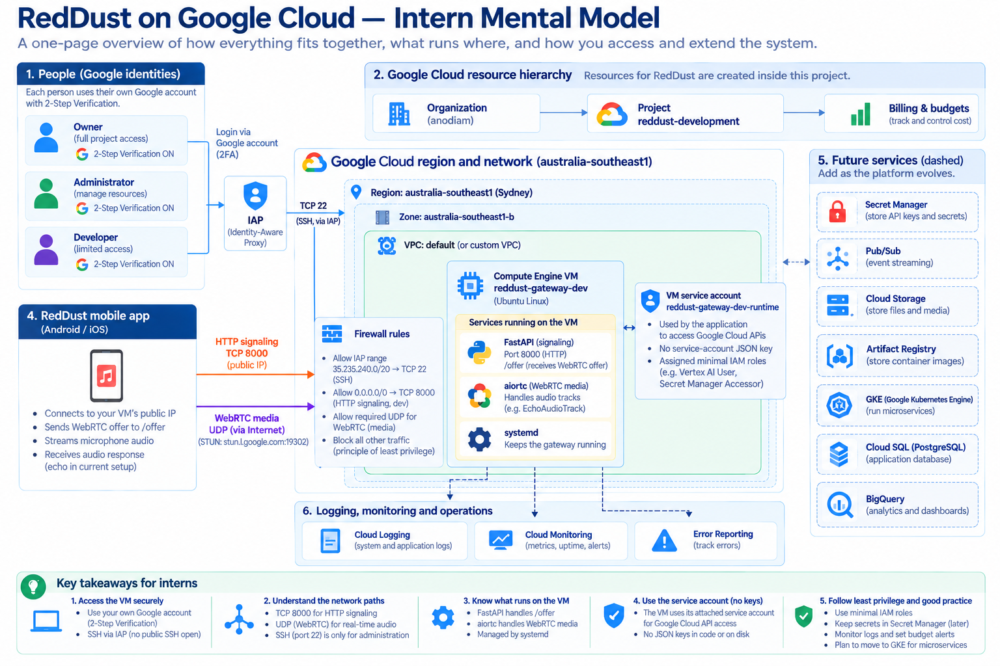 RedDust on Google Cloud — Intern Mental Model
A one-page overview of how everything fits together, what runs where, and how you access and extend the system.
1. People (Google identities)
Each person uses their own Google account
with 2-Step Verification.
Owner
(full project access)
2-Step Verification ON
Administrator
(manage resources)
2-Step Verification ON
Developer
(limited access)
2-Step Verification ON
Login via
Google account
(2FA)
IAP
(Identity-Aware
Proxy)
TCP 22
(SSH, via IAP)
2. Google Cloud resource hierarchy
Resources for RedDust are created inside this project.
Organization
(anodiam)
Project
reddust-development
Billing & budgets
(track and control cost)
Google Cloud region and network (australia-southeast1)
Region: australia-southeast1 (Sydney)
Zone: australia-southeast1-b
VPC: default (or custom VPC)
Compute Engine VM
reddust-gateway-dev
(Ubuntu Linux)
Services running on the VM
FastAPI (signaling)
Port 8000 (HTTP)
/offer (receives WebRTC offer)
aiortc (WebRTC media)
Handles audio tracks
(e.g. EchoAudioTrack)
systemd
Keeps the gateway running
VM service account
reddust-gateway-dev-runtime
• Used by the application
to access Google Cloud APIs
• No service-account JSON key
• Assigned minimal IAM roles
(e.g. Vertex AI User,
Secret Manager Accessor)
Firewall rules
• Allow IAP range
35.235.240.0/20 → TCP 22
(SSH)
• Allow 0.0.0.0/0 → TCP 8000
(HTTP signaling, dev)
• Allow required UDP for
WebRTC (media)
• Block all other traffic
(principle of least privilege)
4. RedDust mobile app
(Android / iOS)
• Connects to your VM's public IP
• Sends WebRTC offer to /offer
• Streams microphone audio
• Receives audio response
(echo in current setup)
HTTP signaling
TCP 8000
(public IP)
WebRTC media
UDP (via Internet)
(STUN: stun.l.google.com:19302)
5. Future services (dashed)
Add as the platform evolves.
Secret Manager
(store API keys and secrets)
Pub/Sub
(event streaming)
Cloud Storage
(store files and media)
Artifact Registry
(store container images)
GKE (Google Kubernetes Engine)
(run microservices)
Cloud SQL (PostgreSQL)
(application database)
BigQuery
(analytics and dashboards)
6. Logging, monitoring and operations
Cloud Logging
(system and application logs)
Cloud Monitoring
(metrics, uptime, alerts)
Error Reporting
(track errors)
Key takeaways for interns
1. Access the VM securely
• Use your own Google account
(2-Step Verification)
• SSH via IAP (no public SSH open)
2. Understand the network paths
• TCP 8000 for HTTP signaling
• UDP (WebRTC) for real-time audio
• SSH (port 22) is only for administration
3. Know what runs on the VM
• FastAPI handles /offer
• aiortc handles WebRTC media
• Managed by systemd
4. Use the service account (no keys)
• The VM uses its attached service account
for Google Cloud API access
• No JSON keys in code or on disk
5. Follow least privilege and good practice
• Use minimal IAM roles
• Keep secrets in Secret Manager (later)
• Monitor logs and set budget alerts
• Plan to move to GKE for microservices